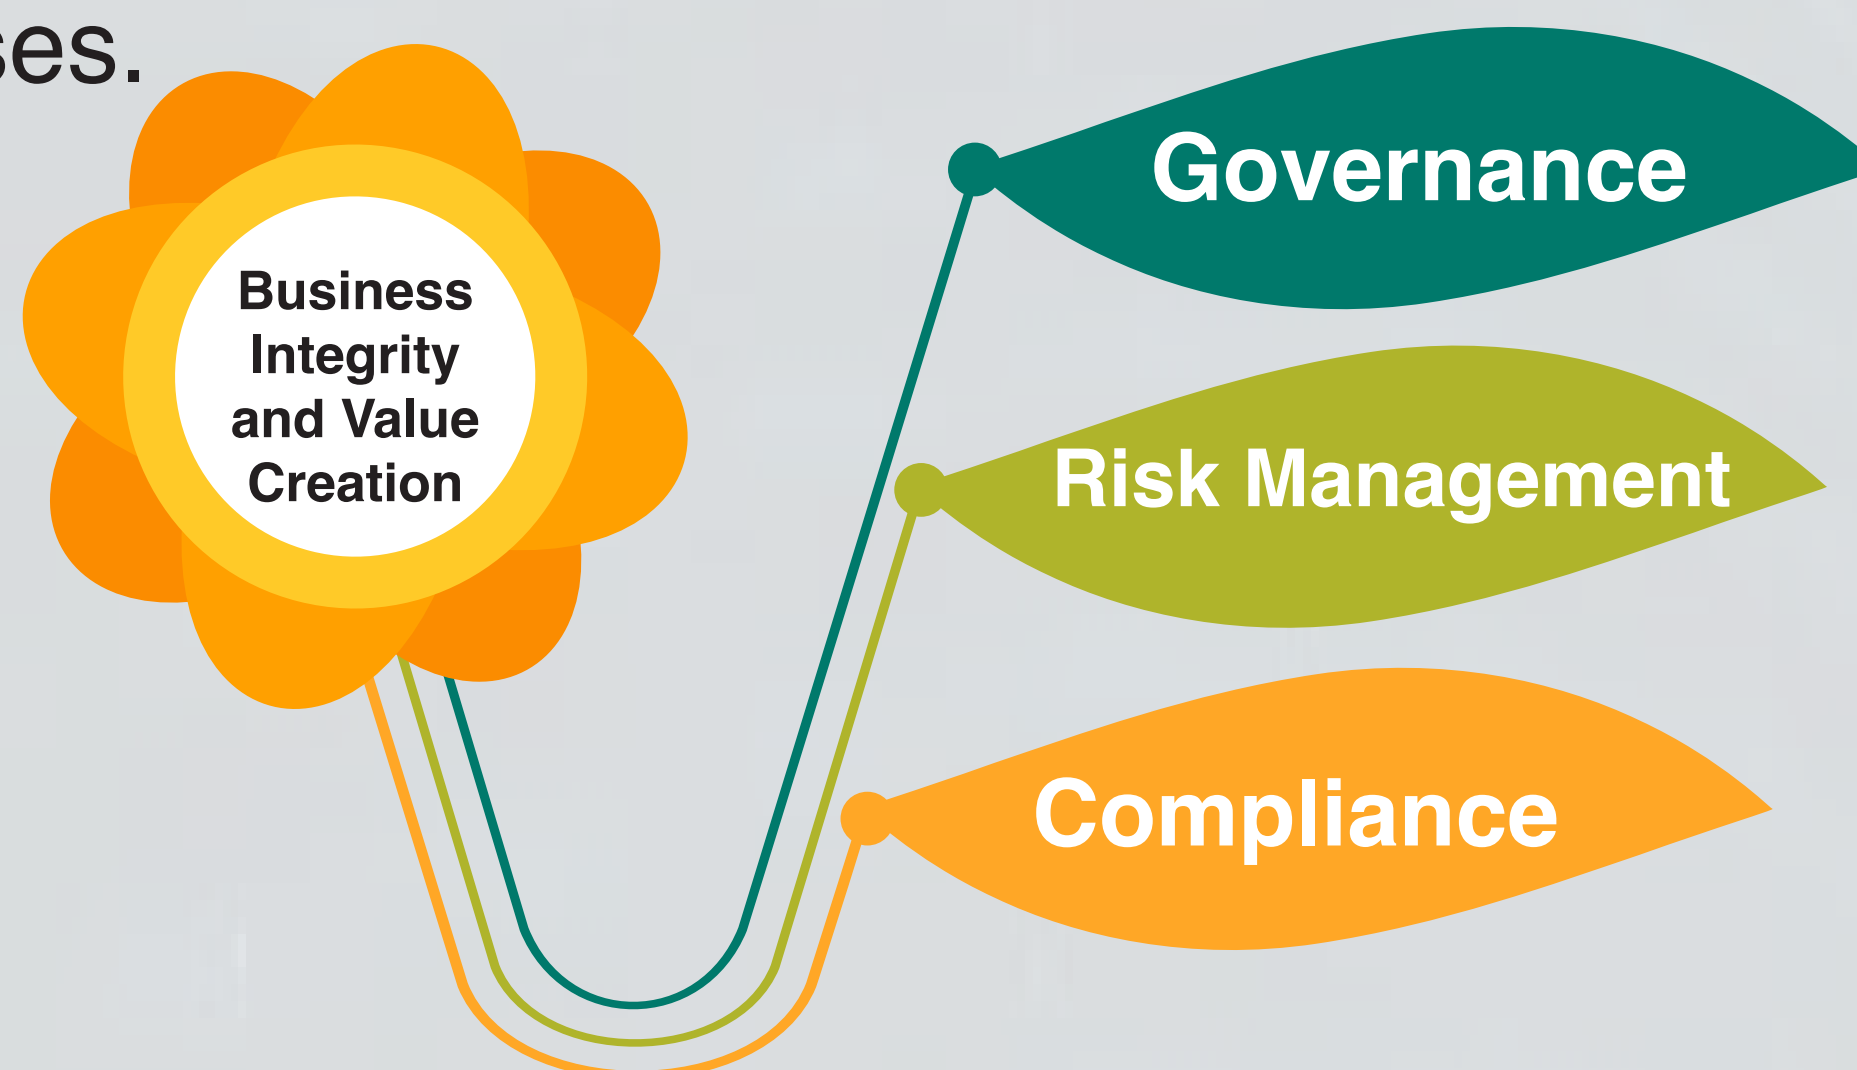 ses.
Business
Integrity
and Value
Creation
Governance
Risk Management
Compliance